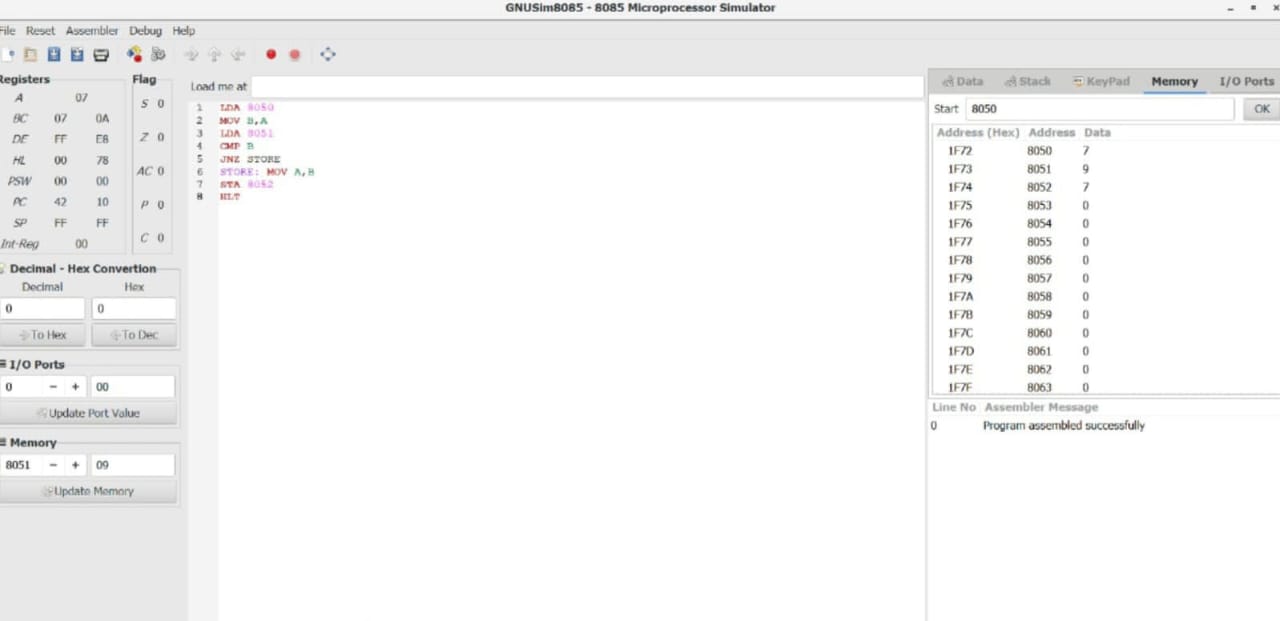 GNUSim8085 - 8085 Microprocessor Simulator
File Reset Assembler Debug Help
Registers
A 07
BC 07 0A
DE FF E8
HL 00 78
PSW 00 00
PC 42 10
SP FF FF
Int-Reg 00
Flag
S 0
Z 0
AC 0
P 0
C 0
Decimal - Hex Convertion
Decimal Hex
0 0
To Hex To Dec
I/O Ports
0 − + 00
Update Port Value
Memory
8051 − + 09
Update Memory
Load me at
1 LDA 8050
2 MOV B,A
3 LDA 8051
4 CMP B
5 JNZ STORE
6 STORE: MOV A,B
7 STA 8052
8 HLT
Data Stack KeyPad Memory I/O Ports
Start 8050 OK
Address (Hex) Address Data
1F72 8050 7
1F73 8051 9
1F74 8052 7
1F75 8053 0
1F76 8054 0
1F77 8055 0
1F78 8056 0
1F79 8057 0
1F7A 8058 0
1F7B 8059 0
1F7C 8060 0
1F7D 8061 0
1F7E 8062 0
1F7F 8063 0
Line No Assembler Message
0 Program assembled successfully